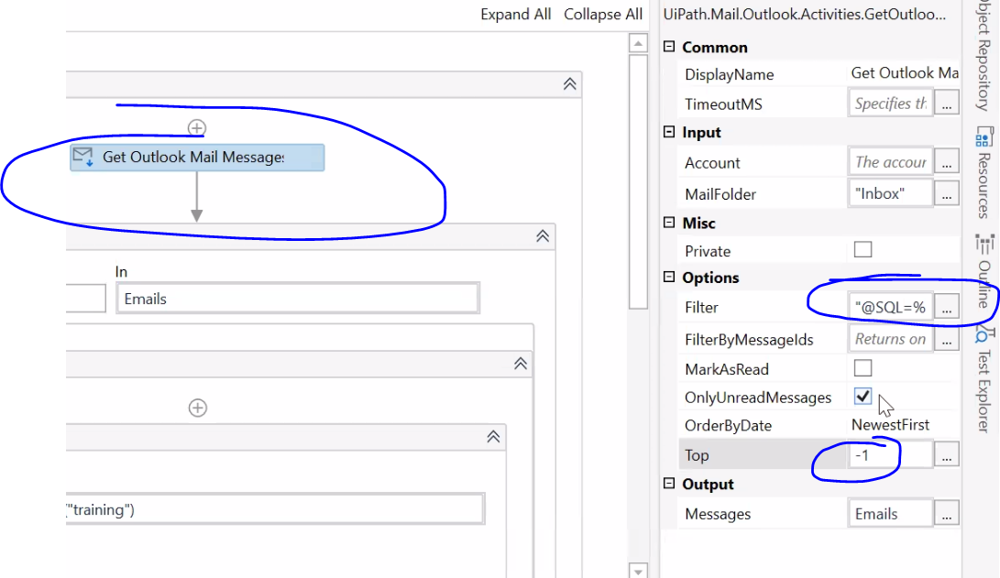 Expand All Collapse All
Get Outlook Mail Message
In
Emails
("training")
UiPath.Mail.Outlook.Activities.GetOutloo...
Common
DisplayName Get Outlook Ma
TimeoutMS Specifies th ...
Input
Account The accour ...
MailFolder "Inbox" ...
Misc
Private
Options
Filter "@SQL=% ...
FilterByMessageIds Returns on ...
MarkAsRead
OnlyUnreadMessages
OrderByDate NewestFirst
Top -1 ...
Output
Messages Emails ...
Object Repository
Resources
Outline
Test Explorer